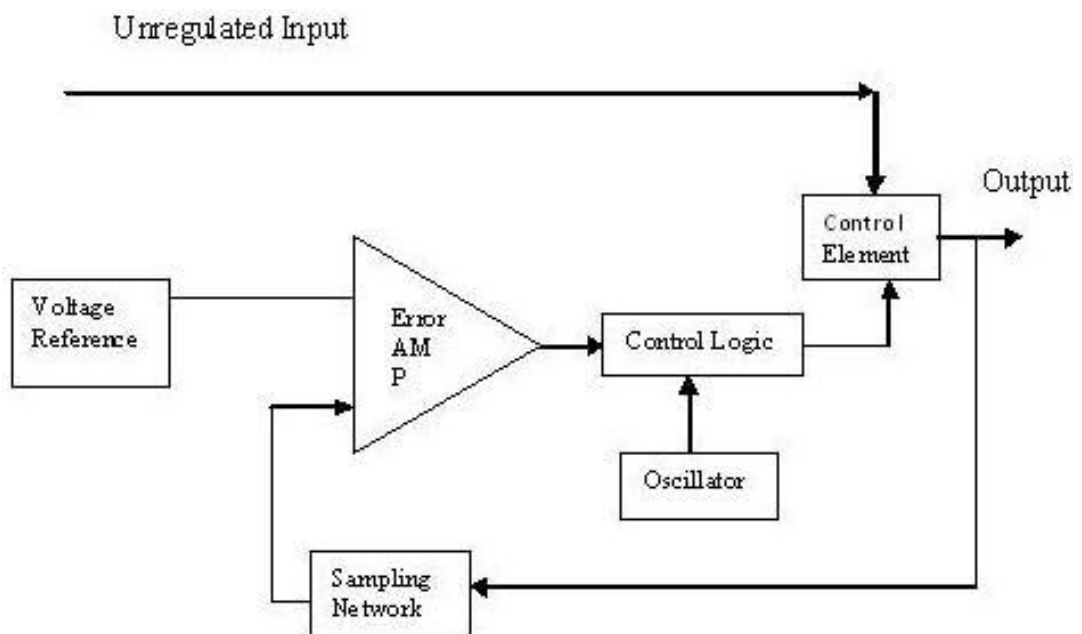 Unregulated Input
Output
Control
Element
Voltage
Reference
Error
AM
P
Control Logic
Oscillator
Sampling
Network